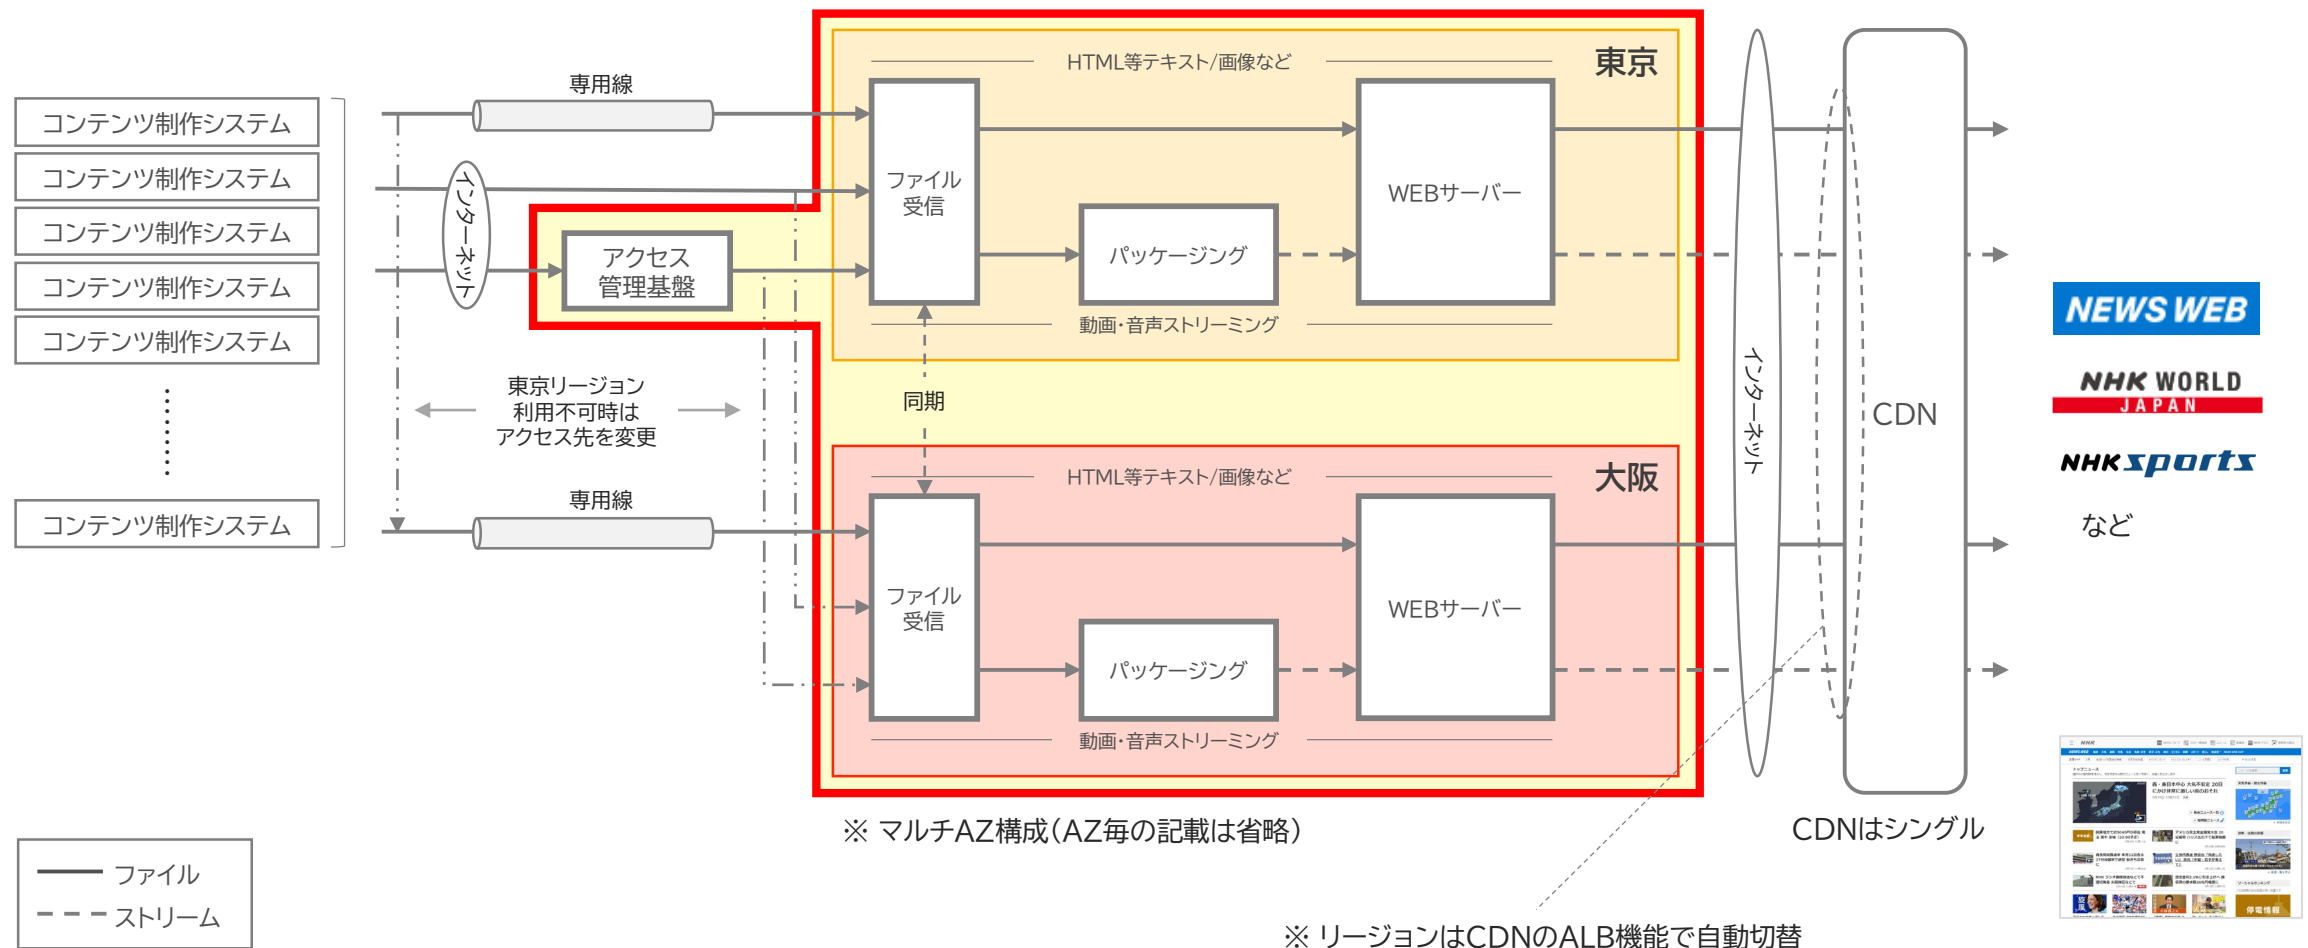 コンテンツ制作システム
コンテンツ制作システム
コンテンツ制作システム
コンテンツ制作システム
コンテンツ制作システム
コンテンツ制作システム
専用線
インターネット
アクセス
管理基盤
東京リージョン
利用不可時は
アクセス先を変更
専用線
東京
HTML等テキスト/画像など
ファイル
受信
パッケージング
WEBサーバー
動画・音声ストリーミング
同期
大阪
HTML等テキスト/画像など
ファイル
受信
パッケージング
WEBサーバー
動画・音声ストリーミング
インターネット
CDN
NEWS WEB
NHK WORLD
JAPAN
NHK sports
など
※ マルチAZ構成(AZ毎の記載は省略)
CDNはシングル
※ リージョンはCDNのALB機能で自動切替
ファイル
ストリーム
NHK
NEWS WEB
停電情報